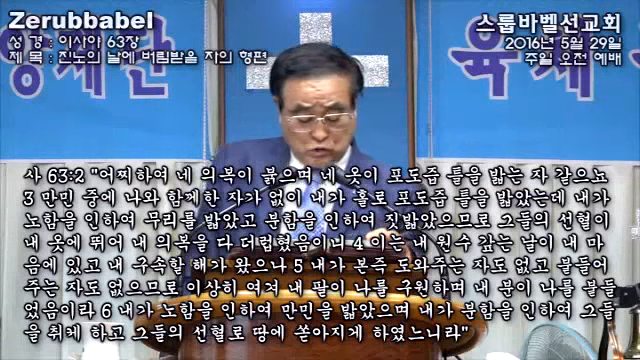 Zerubbabel
스룹바벨선교회
성 경 : 이사야 63장
2016년 5월 29일
제 목 : 진노의 날에 버림받을 자의 형편
주일 오전 예배
영제단
육체
사 63:2 "어찌하여 네 의복이 붉으며 네 옷이 포도즙 틀을 밟는 자 같으뇨
3 만민 중에 나와 함께한 자가 없이 내가 홀로 포도즙 틀을 밟았는데 내가
노함을 인하여 무리를 밟았고 분함을 인하여 짓밟았으므로 그들의 선혈이
내 옷에 뛰어 내 의복을 다 더럽혔음이니 4 이는 내 원수 갚는 날이 내 마
음에 있고 내 구속할 해가 왔으나 5 내가 본즉 도와주는 자도 없고 붙들어
주는 자도 없으므로 이상히 여겨 내 팔이 나를 구원하며 내 분이 나를 붙들
었음이라 6 내가 노함을 인하여 만민을 밟았으며 내가 분함을 인하여 그들
을 취케 하고 그들의 선혈로 땅에 쏟아지게 하였느니라"